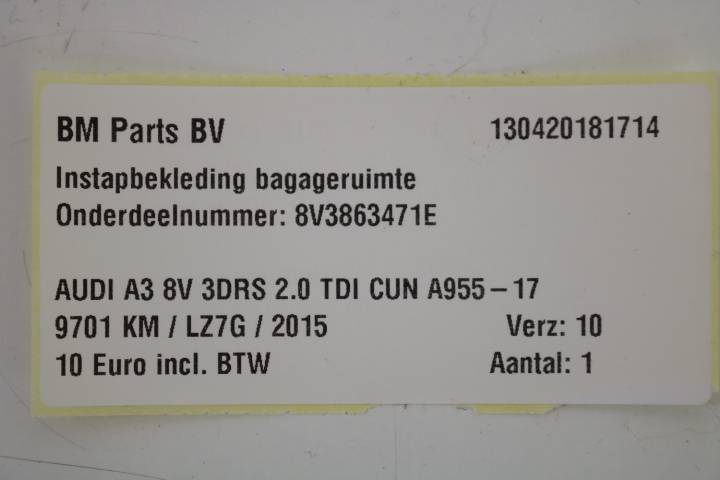 BM Parts BV 130420181714
Instapbekleding bagageruimte
Onderdeelnummer: 8V3863471E
AUDI A3 8V 3DRS 2.0 TDI CUN A955-17
9701 KM / LZ7G / 2015 Verz: 10
10 Euro incl. BTW Aantal: 1